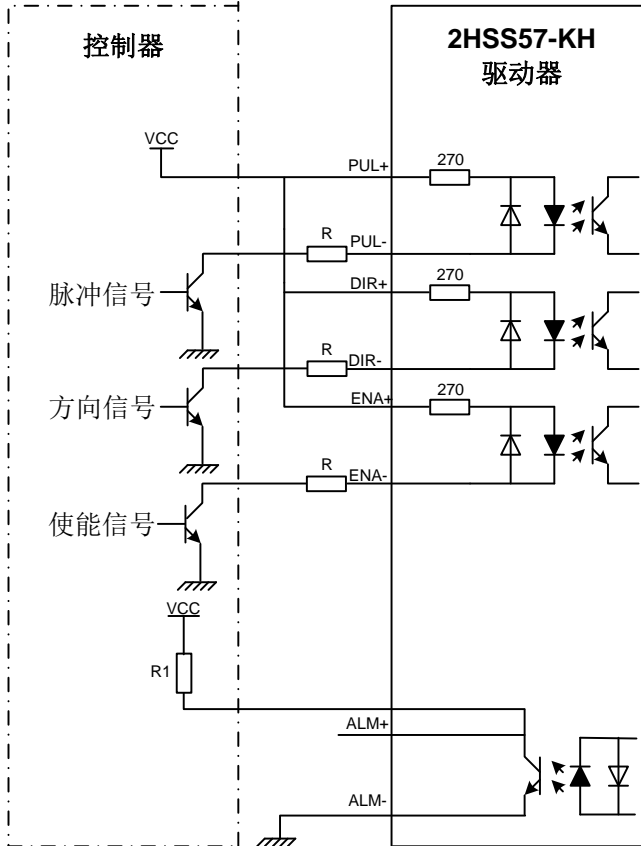 控制器
2HSS57-KH
驱动器
VCC
PUL+
270
R
PUL-
脉冲信号
DIR+
270
R
DIR-
方向信号
ENA+
270
R
ENA-
使能信号
VCC
R1
ALM+
ALM-